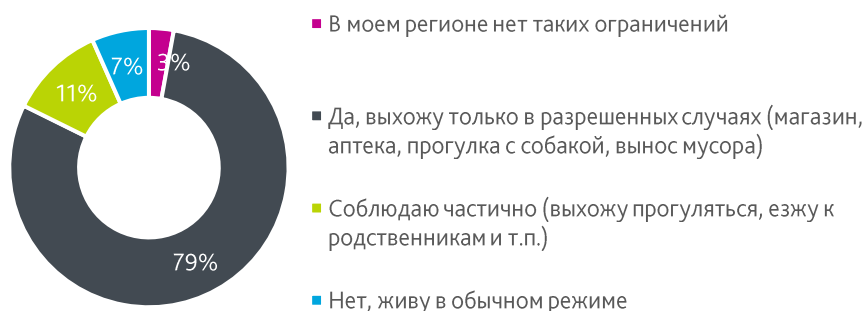 7%
3%
11%
79%
В моем регионе нет таких ограничений
Да, выхожу только в разрешенных случаях (магазин,
аптека, прогулка с собакой, вынос мусора)
Соблюдаю частично (выхожу прогуляться, езжу к
родственникам и т.п.)
Нет, живу в обычном режиме